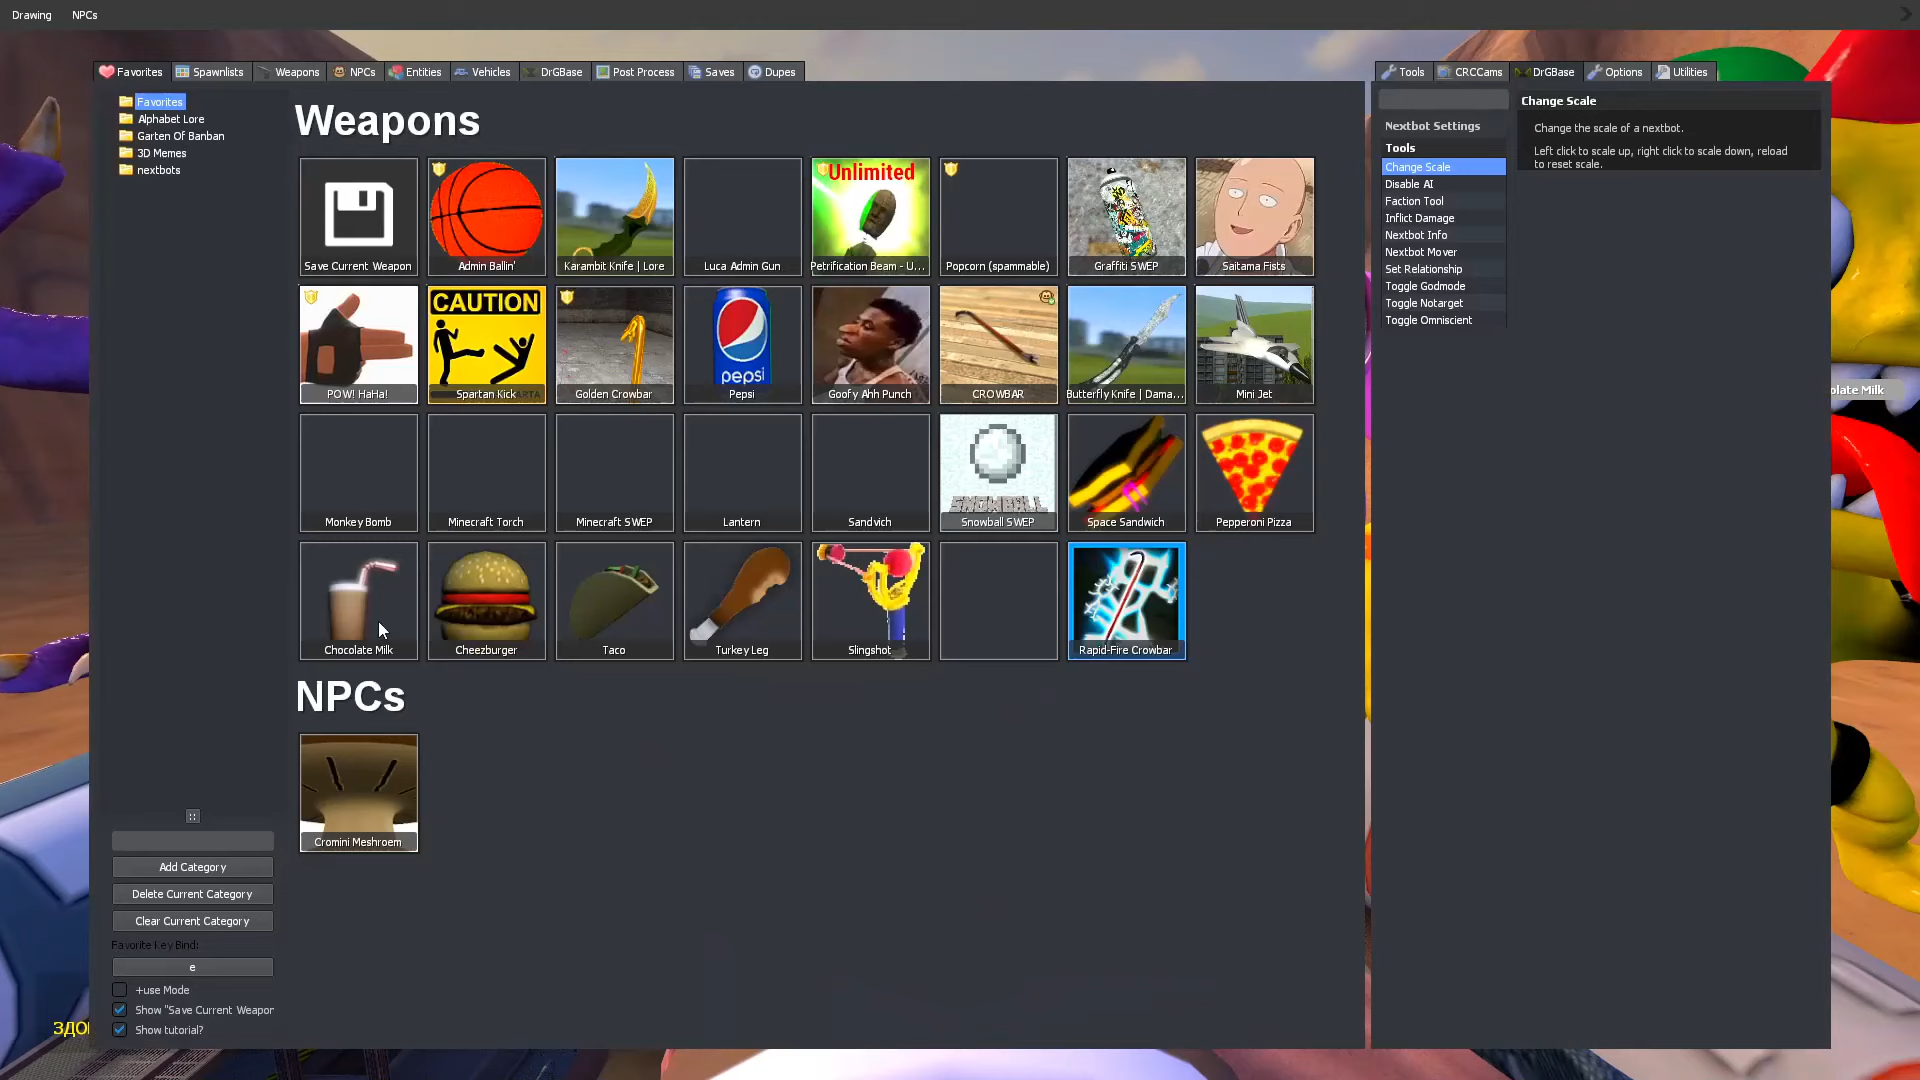 Drawing NPCs
Favorites Spawnlists Weapons NPCs Entities Vehicles DrGBase Post Process Saves Dupes
Tools CRCCams DrGBase Options Utilities
Favorites
Alphabet Lore
Garten Of Banban
3D Memes
nextbots
Weapons
Unlimited
Save Current Weapon
Admin Ballin'
Karambit Knife | Lore
Luca Admin Gun
Petrification Beam - U...
Popcorn (spammable)
Graffiti SWEP
Saitama Fists
CAUTION
pepsi
POW! HaHa!
Spartan Kick
Golden Crowbar
Pepsi
Goofy Ahh Punch
CROWBAR
Butterfly Knife | Dama...
Mini Jet
SNOWBALL
Monkey Bomb
Minecraft Torch
Minecraft SWEP
Lantern
Sandvich
Snowball SWEP
Space Sandwich
Pepperoni Pizza
Chocolate Milk
Cheezburger
Taco
Turkey Leg
Slingshot
Rapid-Fire Crowbar
NPCs
Cromini Meshroem
Add Category
Delete Current Category
Clear Current Category
Favorite Key Bind:
e
+use Mode
Show "Save Current Weapor
Show tutorial?
ЗДО
Nextbot Settings
Tools
Change Scale
Disable AI
Faction Tool
Inflict Damage
Nextbot Info
Nextbot Mover
Set Relationship
Toggle Godmode
Toggle Notarget
Toggle Omniscient
Change Scale
Change the scale of a nextbot.
Left click to scale up, right click to scale down, reload
to reset scale.
olate Milk